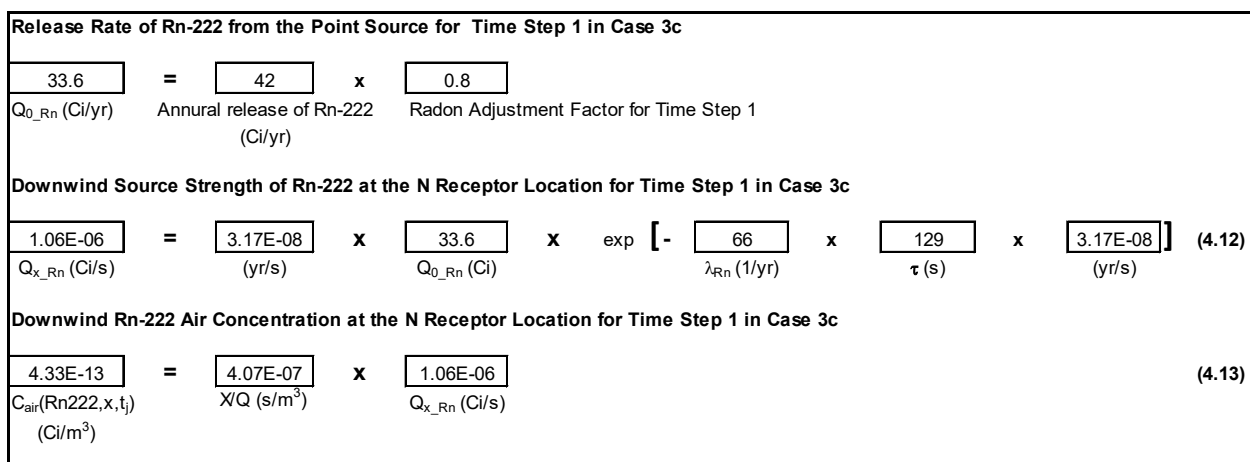 Release Rate of Rn-222 from the Point Source for Time Step 1 in Case 3c
33.6 = 42 x 0.8
Q0_Rn (Ci/yr) Annural release of Rn-222 Radon Adjustment Factor for Time Step 1
(Ci/yr)
Downwind Source Strength of Rn-222 at the N Receptor Location for Time Step 1 in Case 3c
1.06E-06 = 3.17E-08 x 33.6 x exp [- 66 x 129 x 3.17E-08 ] (4.12)
Qx_Rn (Ci/s) (yr/s) Q0_Rn (Ci) λRn (1/yr) τ (s) (yr/s)
Downwind Rn-222 Air Concentration at the N Receptor Location for Time Step 1 in Case 3c
4.33E-13 = 4.07E-07 x 1.06E-06 (4.13)
Cair(Rn222,x,tj) X/Q (s/m³) Qx_Rn (Ci/s)
(Ci/m³)